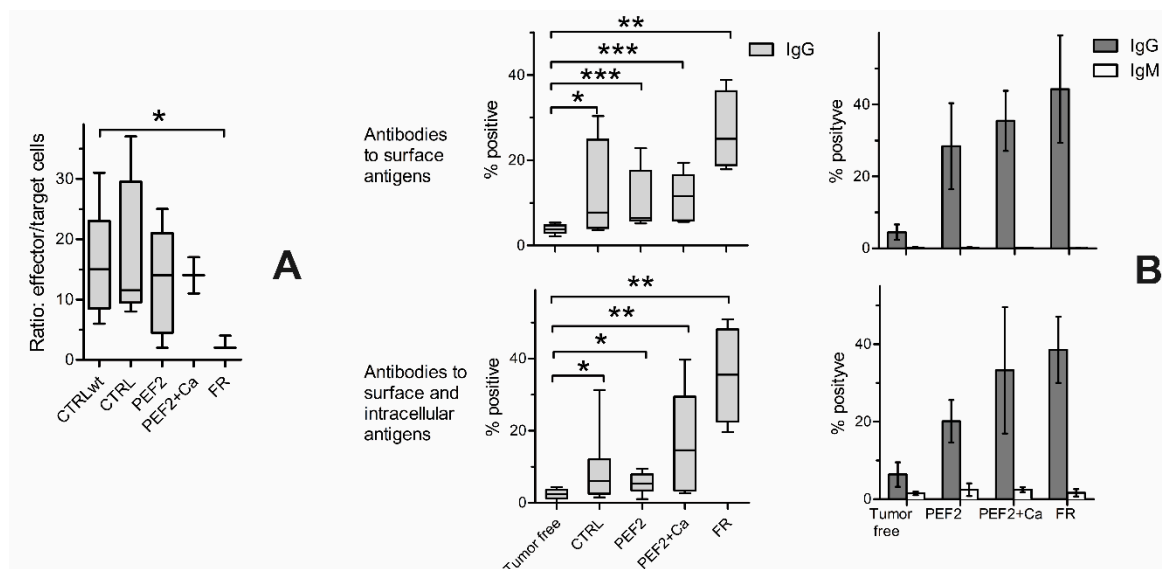 Ratio: effector/target cells
30
20
10
0
*
CTRLwt
CTRL
PEF2
PEF2+Ca
FR
A
Antibodies
to surface
antigens
% positive
40
20
0
**
***
***
*
IgG
% posityve
40
20
0
IgG
IgM
B
Antibodies to
surface and
intracellular
antigens
% positive
40
20
0
**
**
*
*
Tumor free
CTRL
PEF2
PEF2+Ca
FR
% posityve
40
20
0
Tumor
free
PEF2
PEF2+Ca
FR